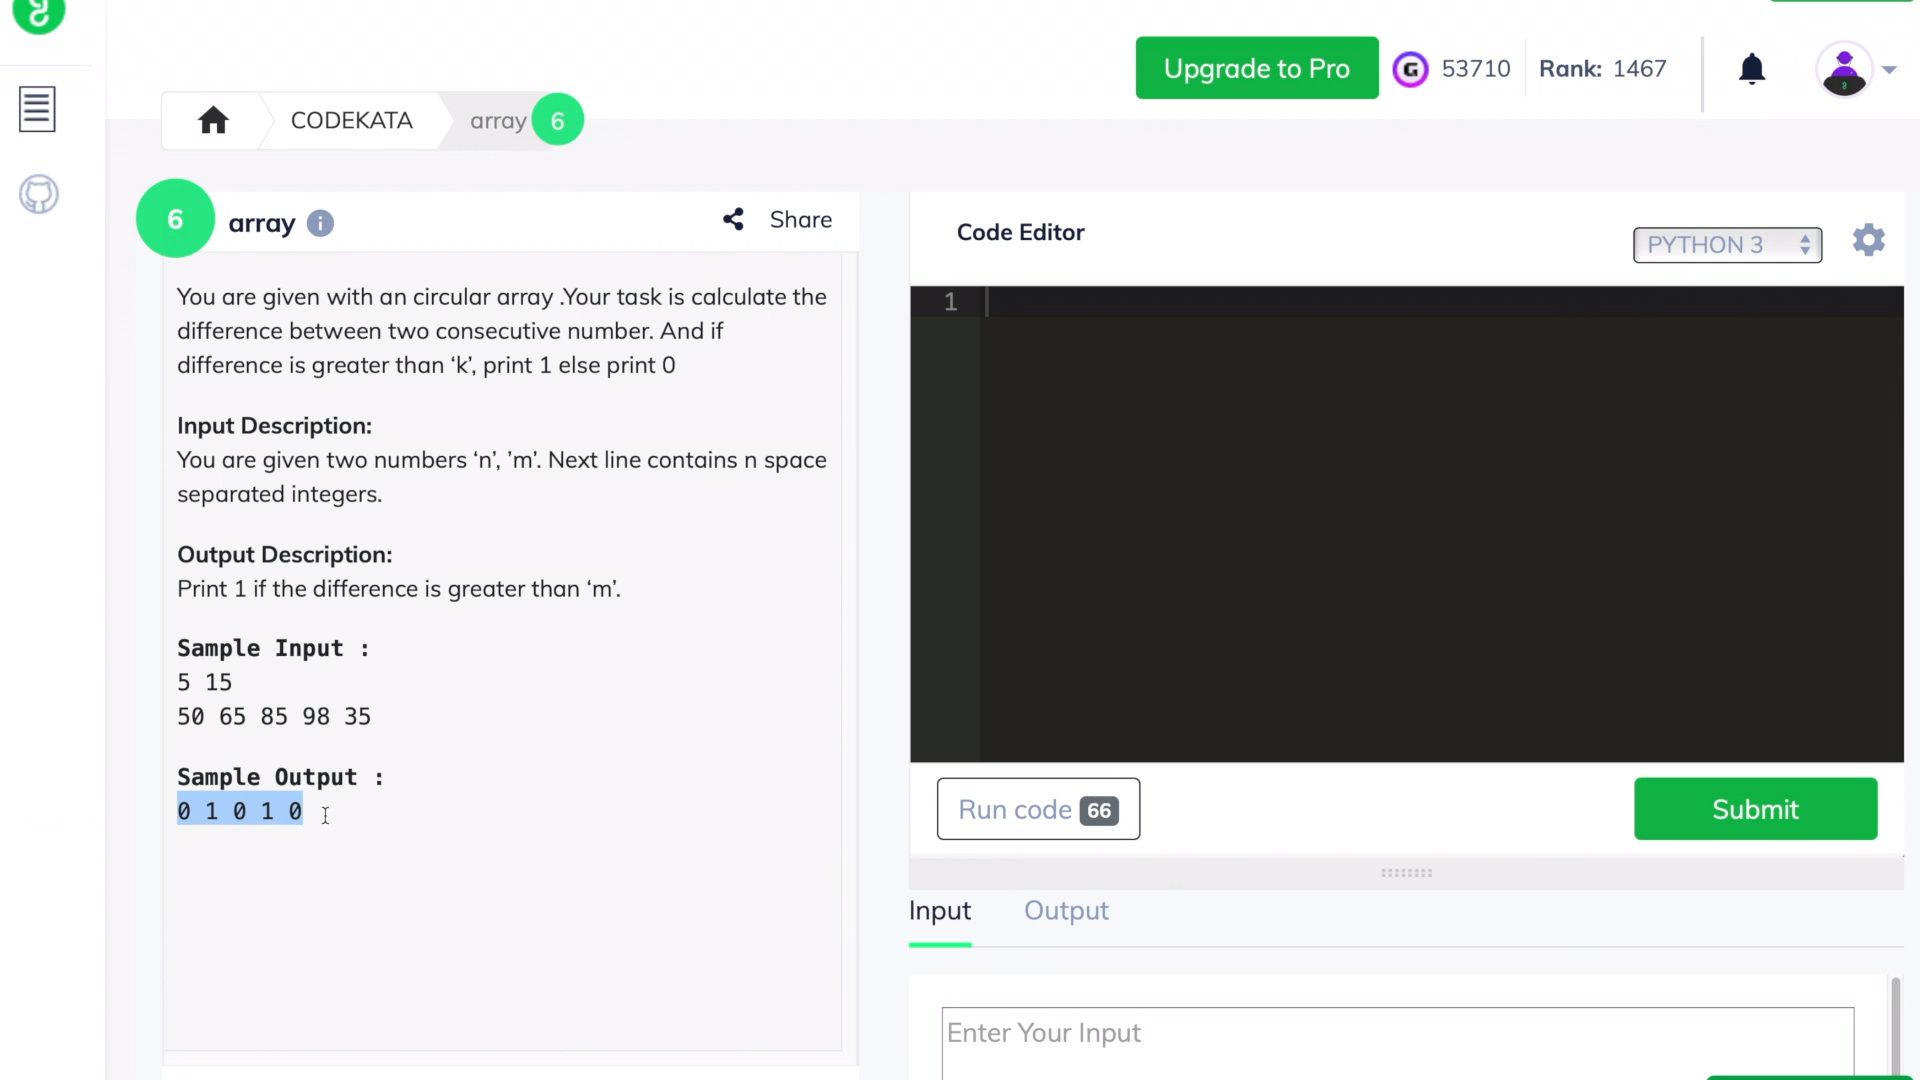 Upgrade to Pro
G 53710
Rank: 1467
CODEKATA
array 6
6 array i
Share
You are given with an circular array .Your task is calculate the
difference between two consecutive number. And if
difference is greater than ‘k’, print 1 else print 0
Input Description:
You are given two numbers ‘n’, ’m’. Next line contains n space
separated integers.
Output Description:
Print 1 if the difference is greater than ‘m’.
Sample Input :
5 15
50 65 85 98 35
Sample Output :
0 1 0 1 0
Code Editor
PYTHON 3
1
Run code 66
Submit
Input
Output
Enter Your Input